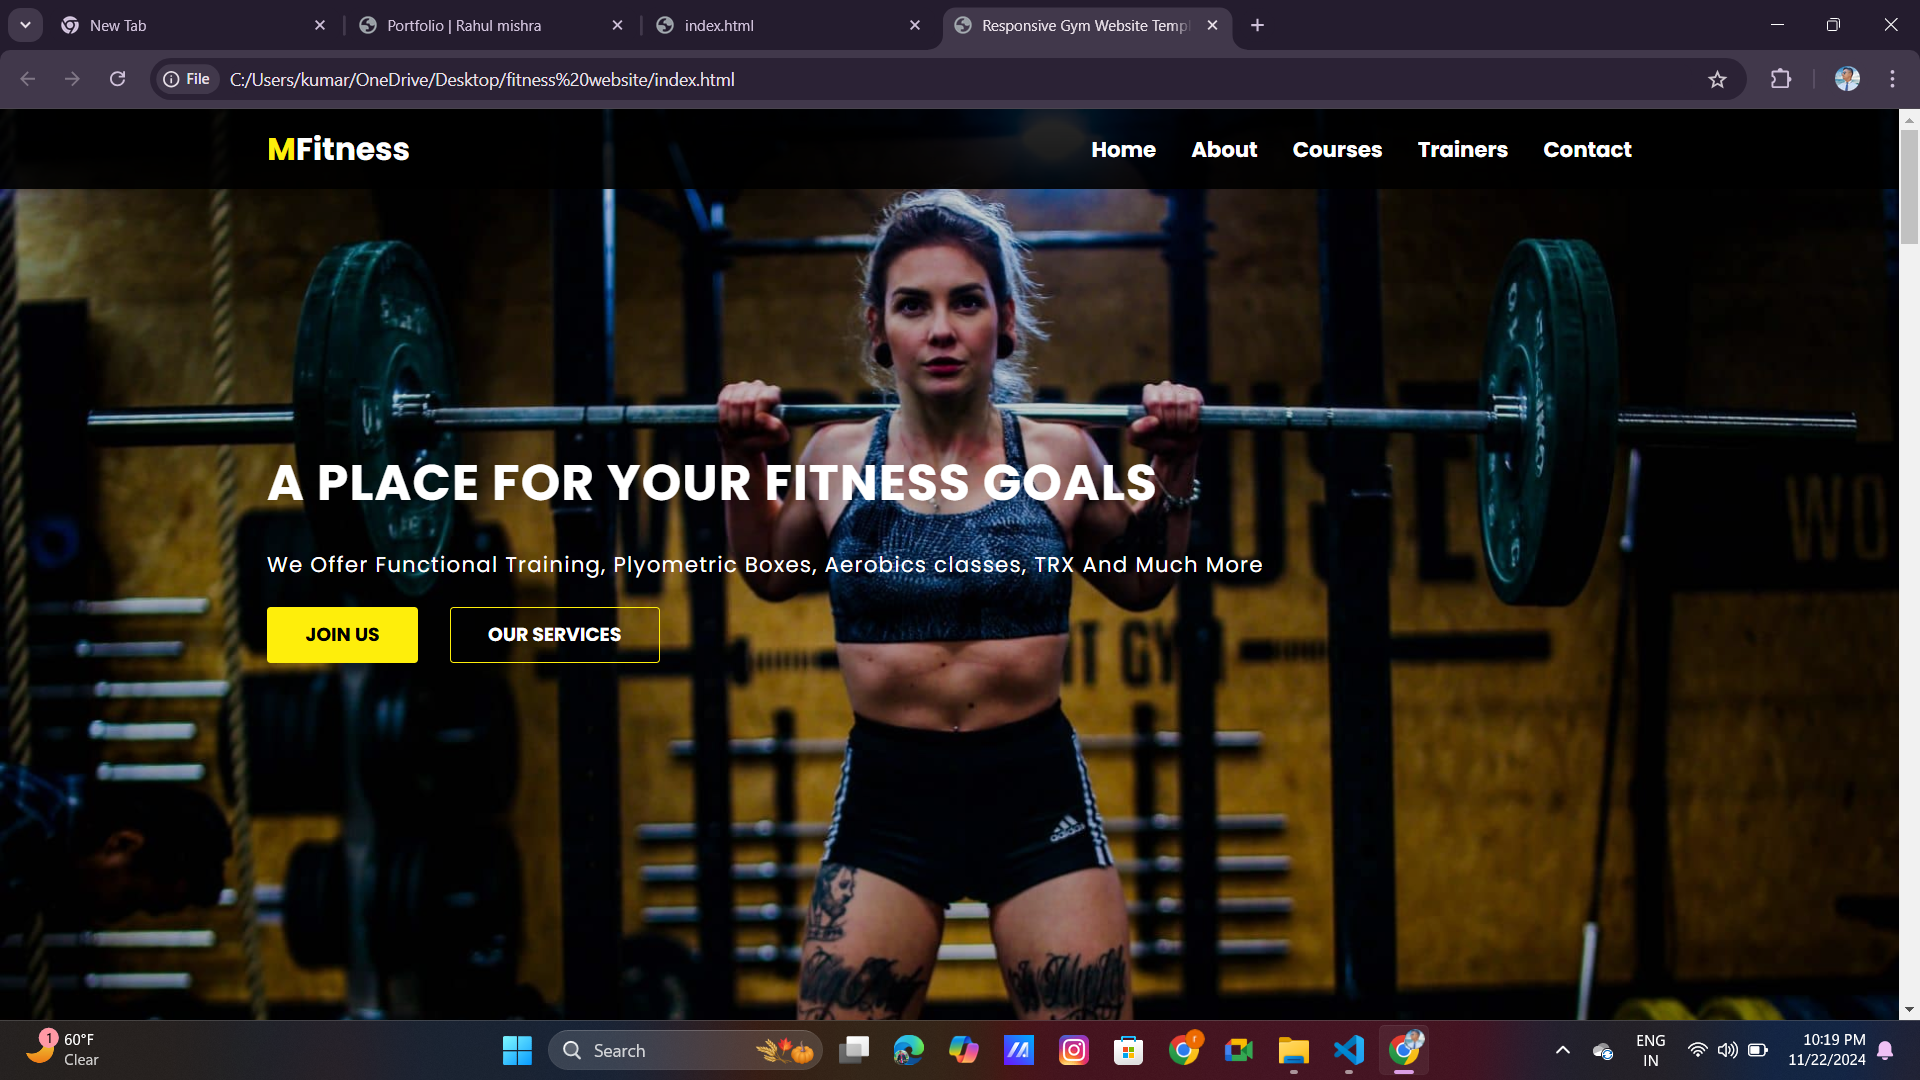 New Tab
Portfolio | Rahul mishra
index.html
Responsive Gym Website Templ
File
C:/Users/kumar/OneDrive/Desktop/fitness%20website/index.html
MFitness
Home
About
Courses
Trainers
Contact
A PLACE FOR YOUR FITNESS GOALS
We Offer Functional Training, Plyometric Boxes, Aerobics classes, TRX And Much More
JOIN US
OUR SERVICES
adidas
1
60°F
Clear
Search
ENG
IN
10:19 PM
11/22/2024